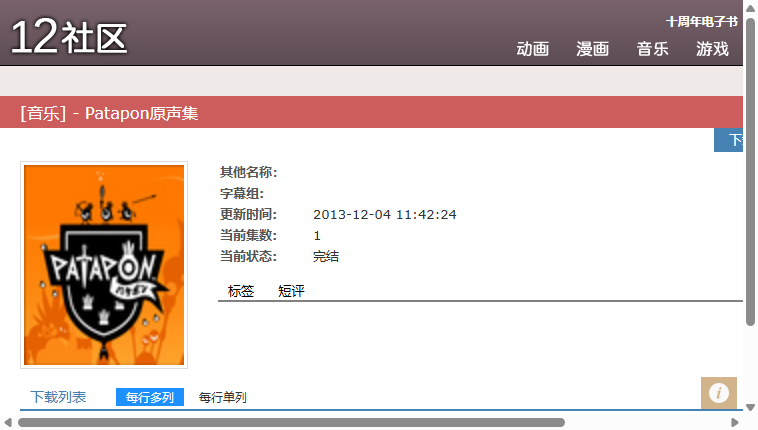 十周年电子书
12社区
动画 漫画 音乐 游戏
[音乐] - Patapon原声集
下
其他名称:
字幕组:
更新时间: 2013-12-04 11:42:24
当前集数: 1
当前状态: 完结
PATAPON
标签 短评
下载列表 每行多列 每行单列
i